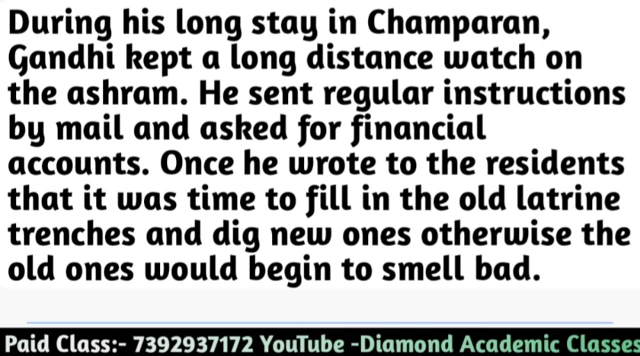 During his long stay in Champaran,
Gandhi kept a long distance watch on
the ashram. He sent regular instructions
by mail and asked for financial
accounts. Once he wrote to the residents
that it was time to fill in the old latrine
trenches and dig new ones otherwise the
old ones would begin to smell bad.
Paid Class:- 7392937172 YouTube -Diamond Academic Classes